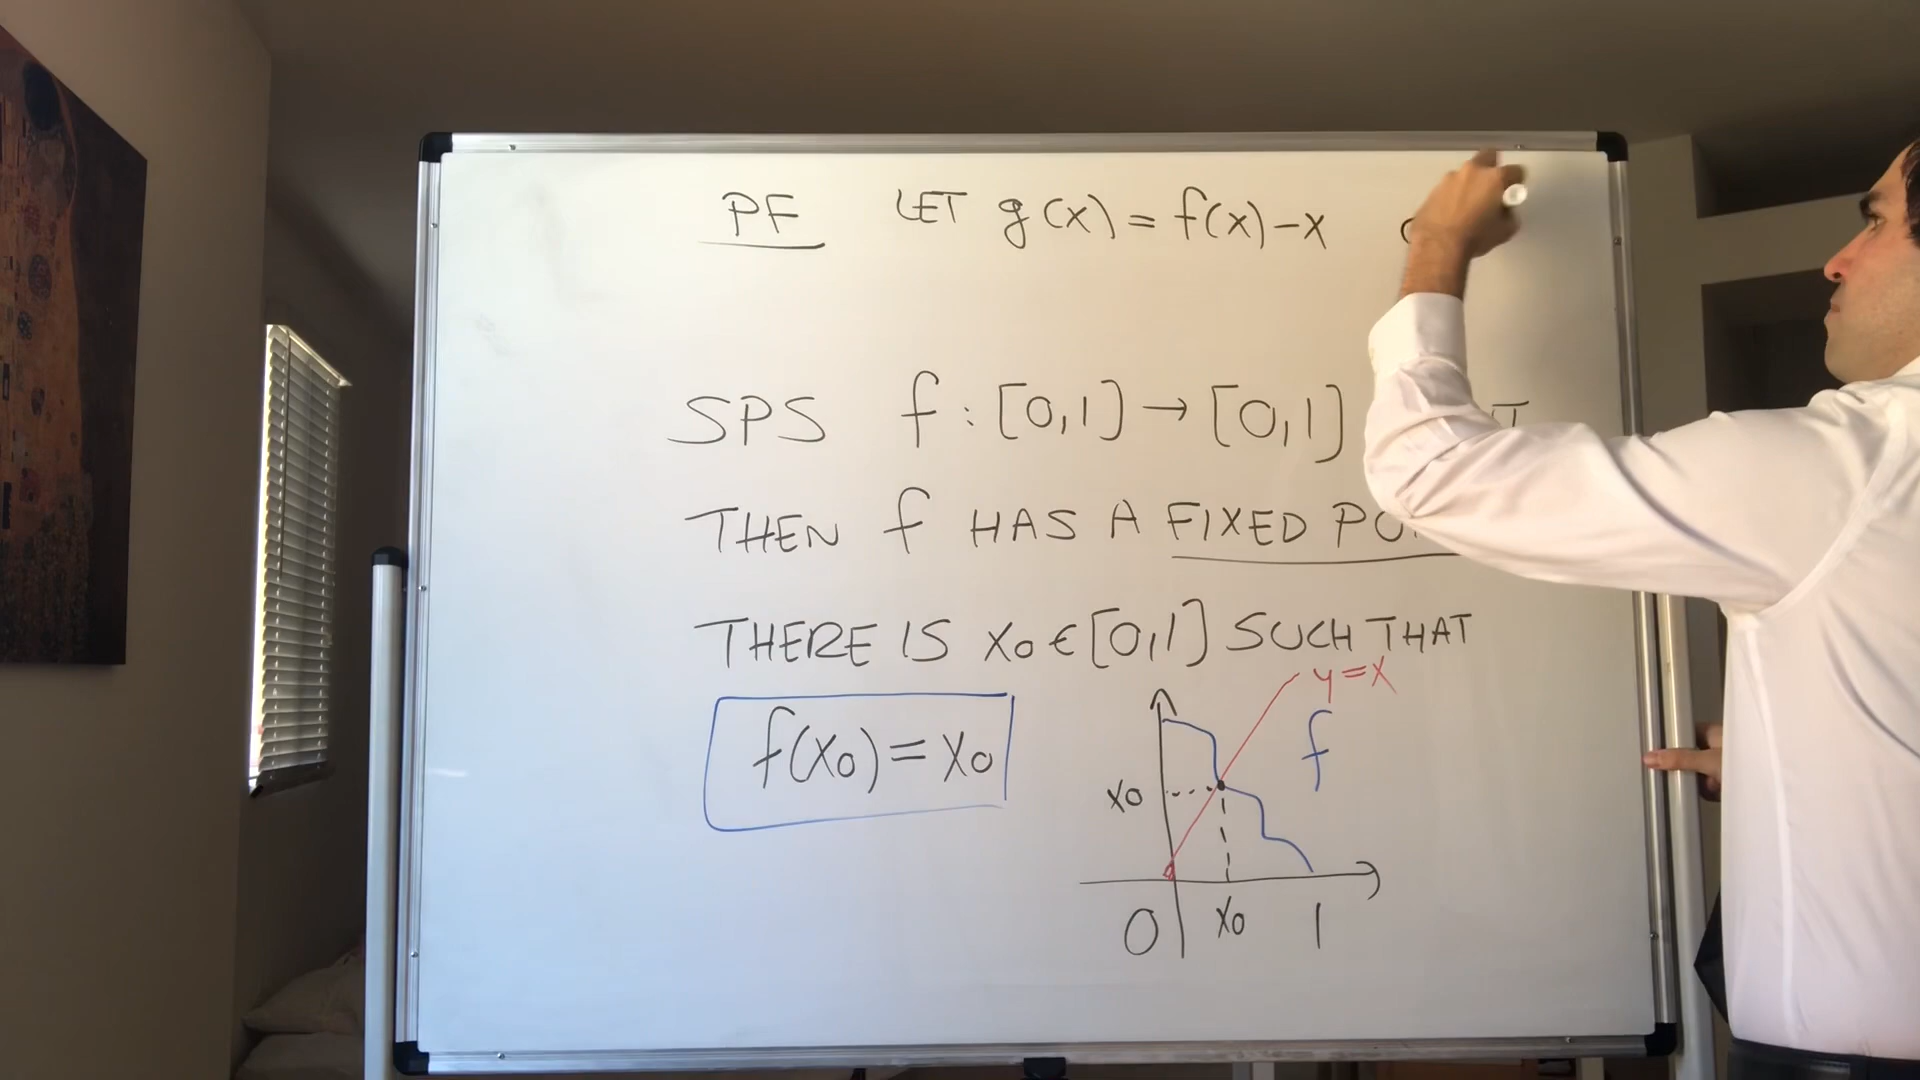 PF LET g(x) = f(x)-x
SPS f : [0,1] → [0,1]
THEN f HAS A FIXED
THERE IS x0 ∈ [0,1] SUCH THAT
f(x0) = x0
y=x
f
x0
0 x0 1